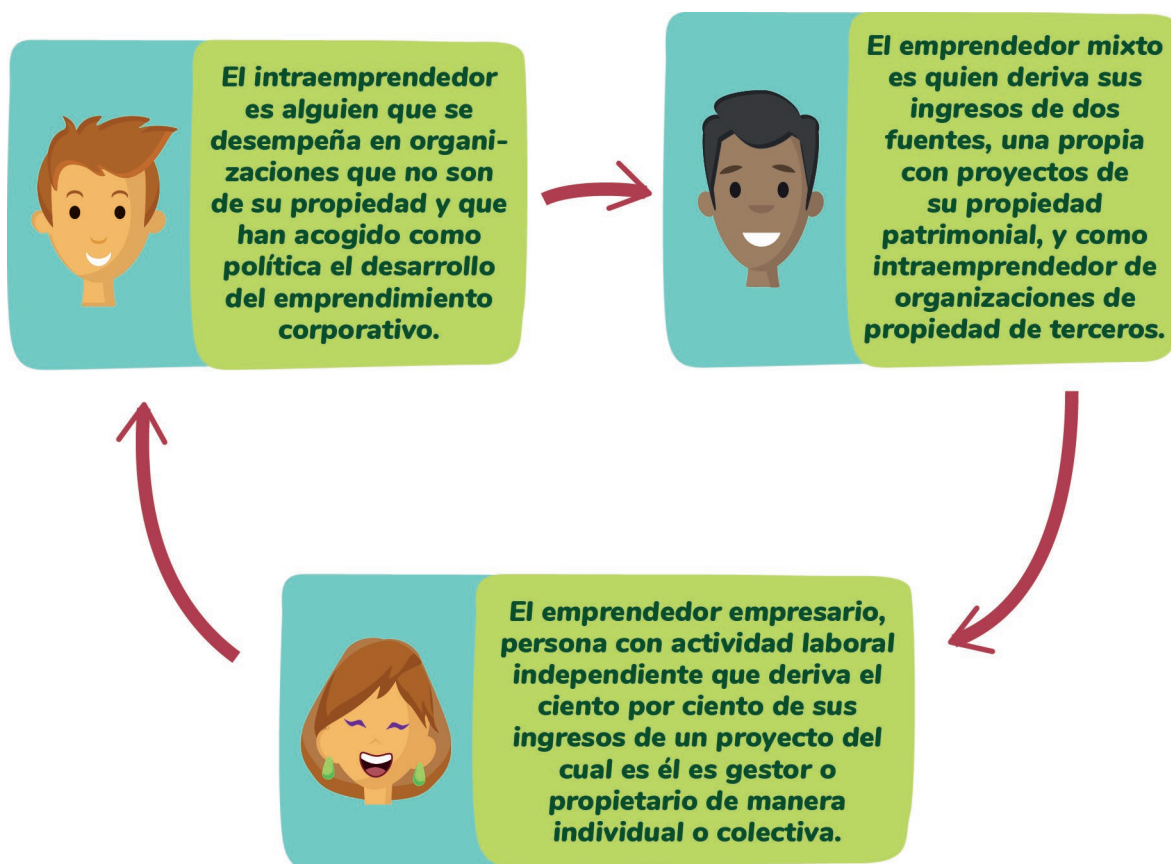 El intraemprendedor
es alguien que se
desempeña en organi-
zaciones que no son
de su propiedad y que
han acogido como
política el desarrollo
del emprendimiento
corporativo.
El emprendedor mixto
es quien deriva sus
ingresos de dos
fuentes, una propia
con proyectos de
su propiedad
patrimonial, y como
intraemprendedor de
organizaciones de
propiedad de terceros.
El emprendedor empresario,
persona con actividad laboral
independiente que deriva el
ciento por ciento de sus
ingresos de un proyecto del
cual es él es gestor o
propietario de manera
individual o colectiva.